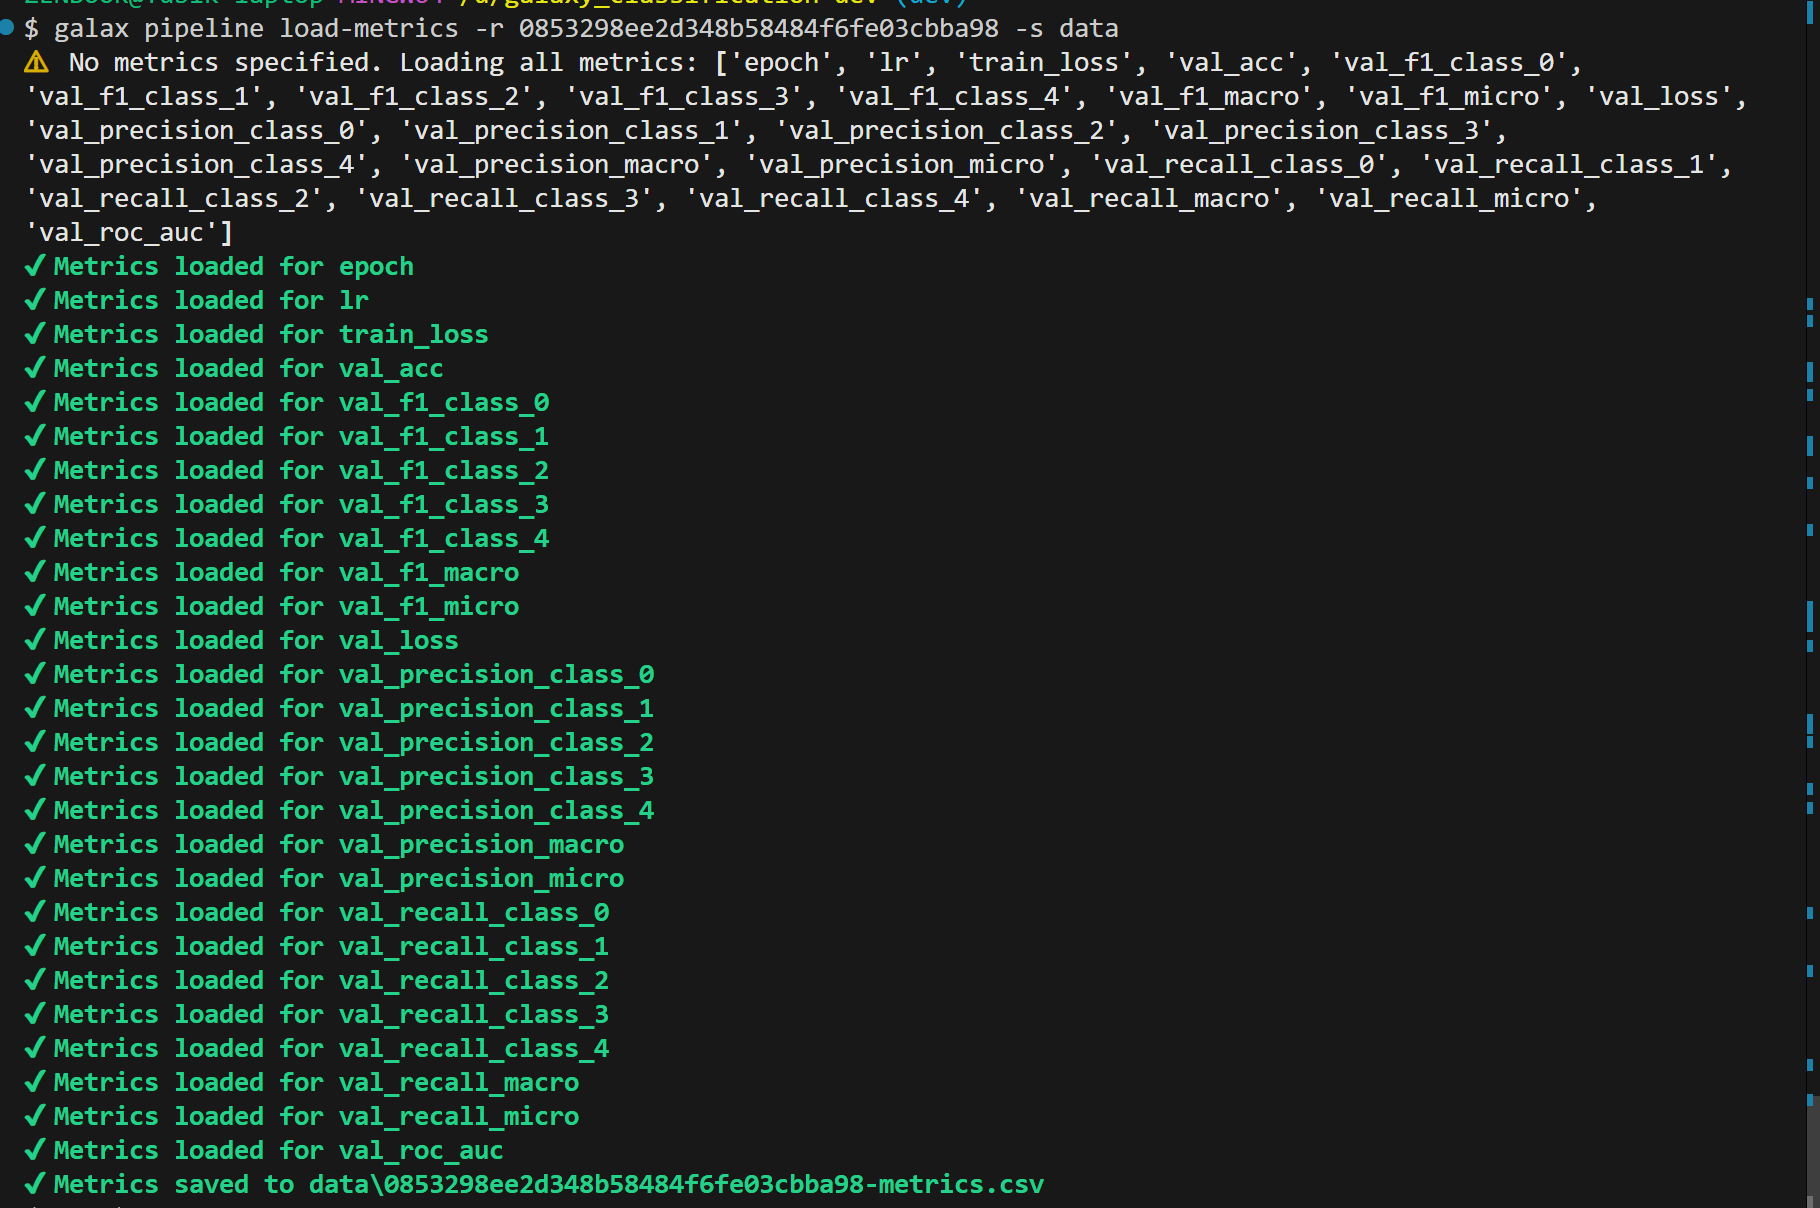 $ galax pipeline load-metrics -r 0853298ee2d348b58484f6fe03cbba98 -s data
⚠ No metrics specified. Loading all metrics: ['epoch', 'lr', 'train_loss', 'val_acc', 'val_f1_class_0',
'val_f1_class_1', 'val_f1_class_2', 'val_f1_class_3', 'val_f1_class_4', 'val_f1_macro', 'val_f1_micro', 'val_loss',
'val_precision_class_0', 'val_precision_class_1', 'val_precision_class_2', 'val_precision_class_3',
'val_precision_class_4', 'val_precision_macro', 'val_precision_micro', 'val_recall_class_0', 'val_recall_class_1',
'val_recall_class_2', 'val_recall_class_3', 'val_recall_class_4', 'val_recall_macro', 'val_recall_micro',
'val_roc_auc']
✔ Metrics loaded for epoch
✔ Metrics loaded for lr
✔ Metrics loaded for train_loss
✔ Metrics loaded for val_acc
✔ Metrics loaded for val_f1_class_0
✔ Metrics loaded for val_f1_class_1
✔ Metrics loaded for val_f1_class_2
✔ Metrics loaded for val_f1_class_3
✔ Metrics loaded for val_f1_class_4
✔ Metrics loaded for val_f1_macro
✔ Metrics loaded for val_f1_micro
✔ Metrics loaded for val_loss
✔ Metrics loaded for val_precision_class_0
✔ Metrics loaded for val_precision_class_1
✔ Metrics loaded for val_precision_class_2
✔ Metrics loaded for val_precision_class_3
✔ Metrics loaded for val_precision_class_4
✔ Metrics loaded for val_precision_macro
✔ Metrics loaded for val_precision_micro
✔ Metrics loaded for val_recall_class_0
✔ Metrics loaded for val_recall_class_1
✔ Metrics loaded for val_recall_class_2
✔ Metrics loaded for val_recall_class_3
✔ Metrics loaded for val_recall_class_4
✔ Metrics loaded for val_recall_macro
✔ Metrics loaded for val_recall_micro
✔ Metrics loaded for val_roc_auc
✔ Metrics saved to data\0853298ee2d348b58484f6fe03cbba98-metrics.csv